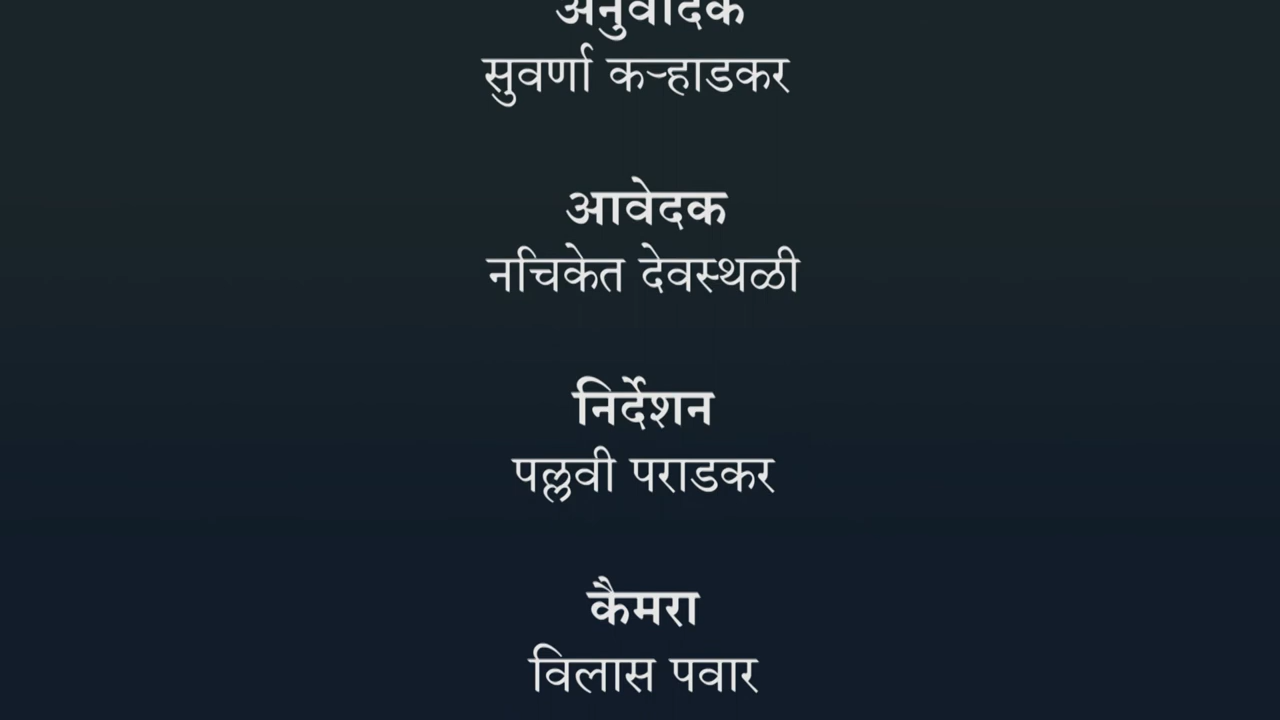 अनुवादक
सुवर्णा कऱ्हाडकर
आवेदक
नचिकेत देवस्थळी
निर्देशन
पल्लवी पराडकर
कैमरा
विलास पवार